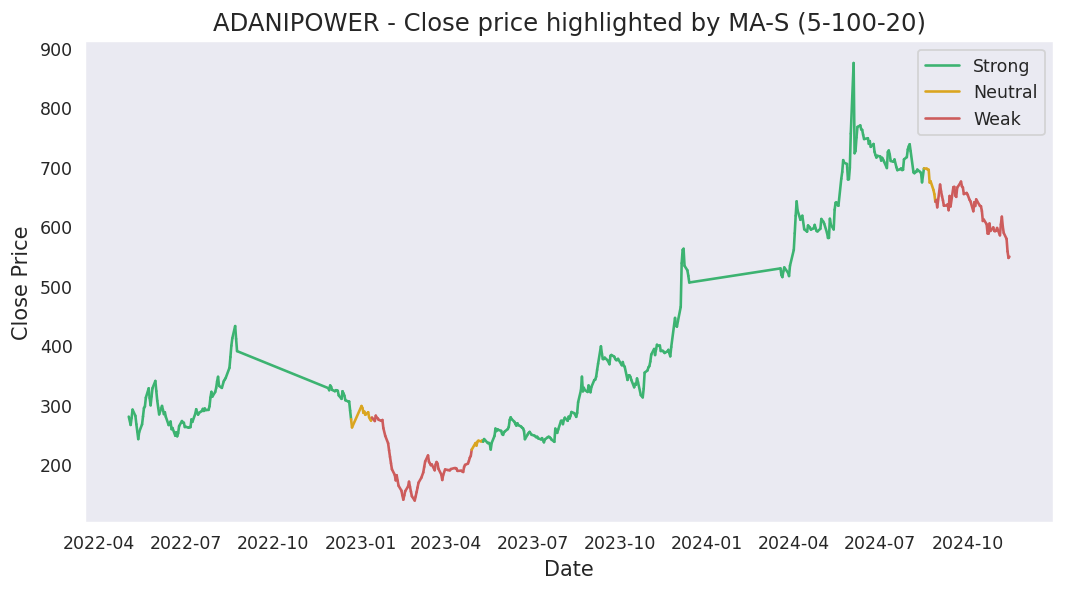 ADANIPOWER - Close price highlighted by MA-S (5-100-20)
Strong
Neutral
Weak
900
800
700
600
500
400
300
200
Close Price
2022-04 2022-07 2022-10 2023-01 2023-04 2023-07 2023-10 2024-01 2024-04 2024-07 2024-10
Date